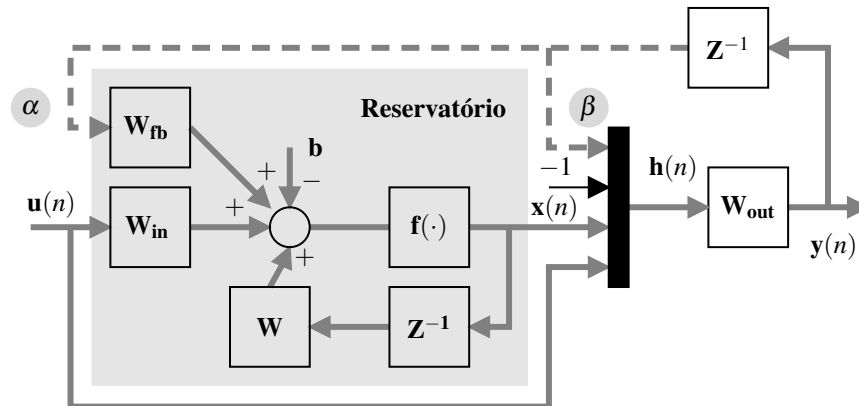 Z⁻¹
α
W_fb
Reservatório
β
b
+
−
−1
h(n)
u(n)
W_in
+
f(·)
x(n)
W_out
y(n)
+
W
Z⁻¹